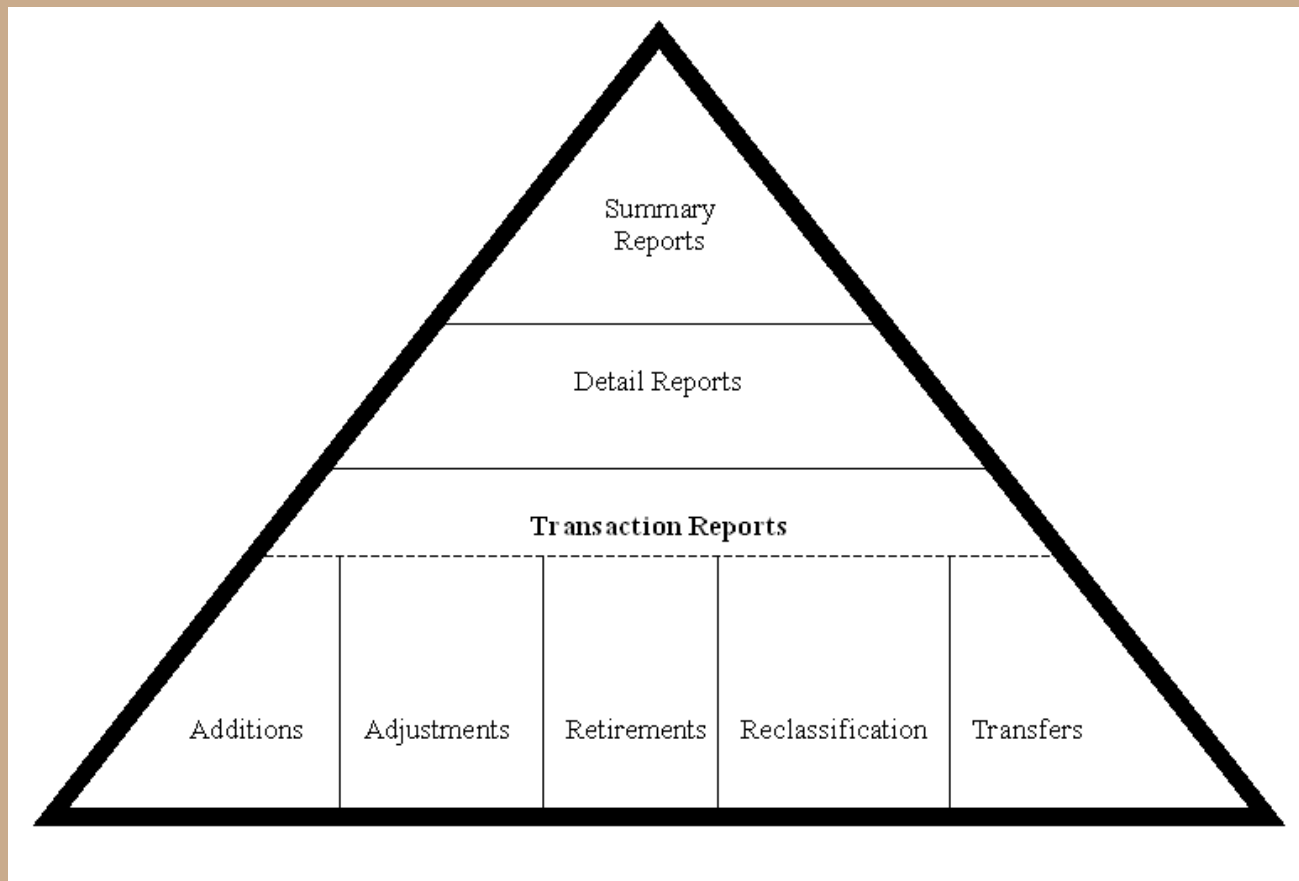 Summary
Reports
Detail Reports
Transaction Reports
Additions Adjustments Retirements Reclassification Transfers